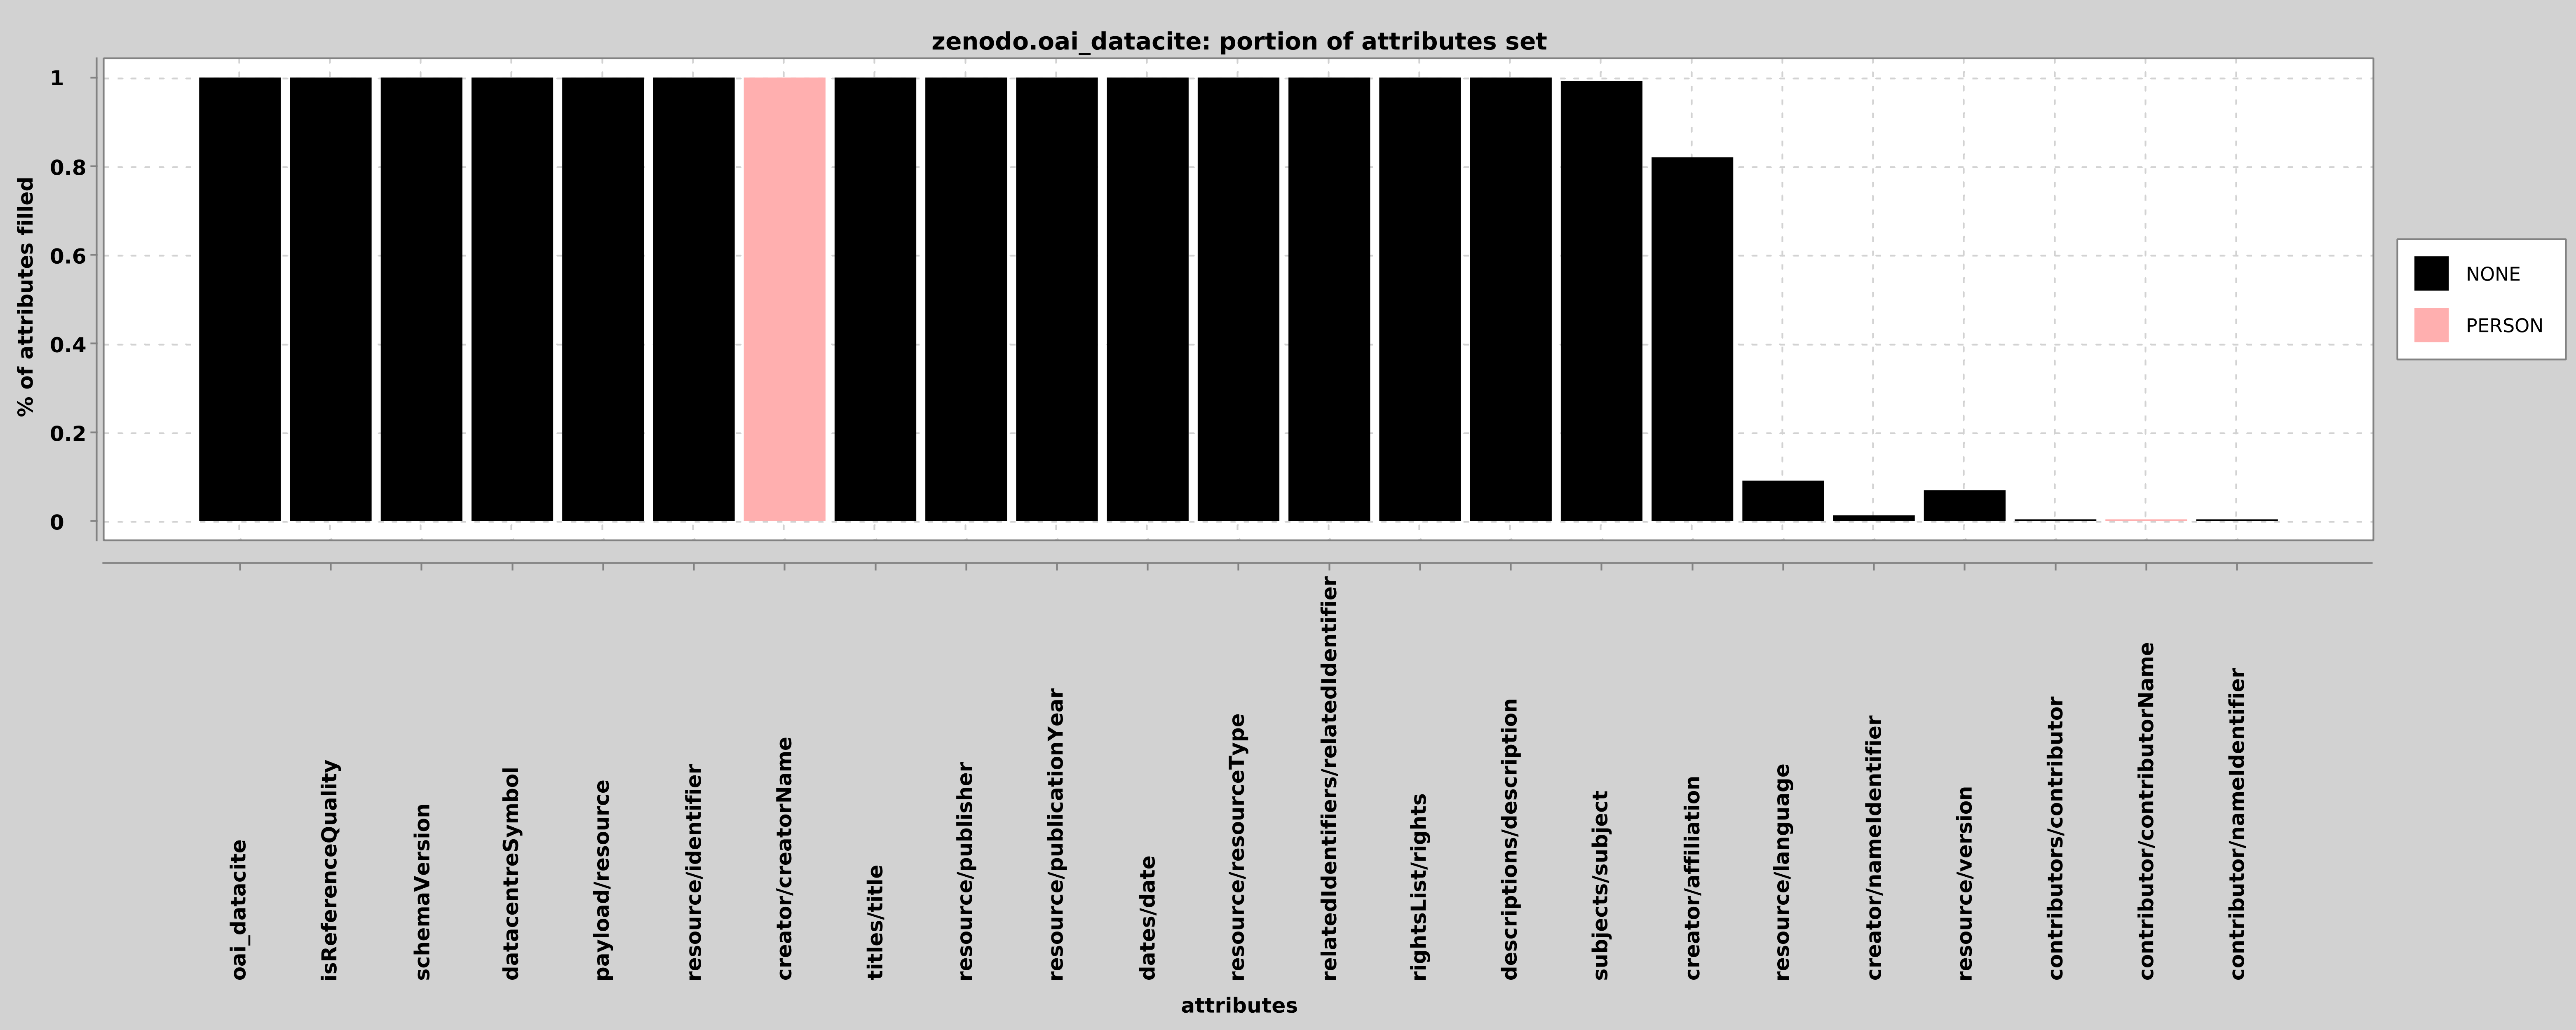 zenodo.oai_datacite: portion of attributes set
% of attributes filled
1
0.8
0.6
0.4
0.2
0
NONE
PERSON
oai_datacite
isReferenceQuality
schemaVersion
datacentreSymbol
payload/resource
resource/identifier
creator/creatorName
titles/title
resource/publisher
resource/publicationYear
dates/date
resource/resourceType
relatedIdentifiers/relatedIdentifier
rightsList/rights
descriptions/description
subjects/subject
creator/affiliation
resource/language
creator/nameIdentifier
resource/version
contributors/contributor
contributor/contributorName
contributor/nameIdentifier
attributes